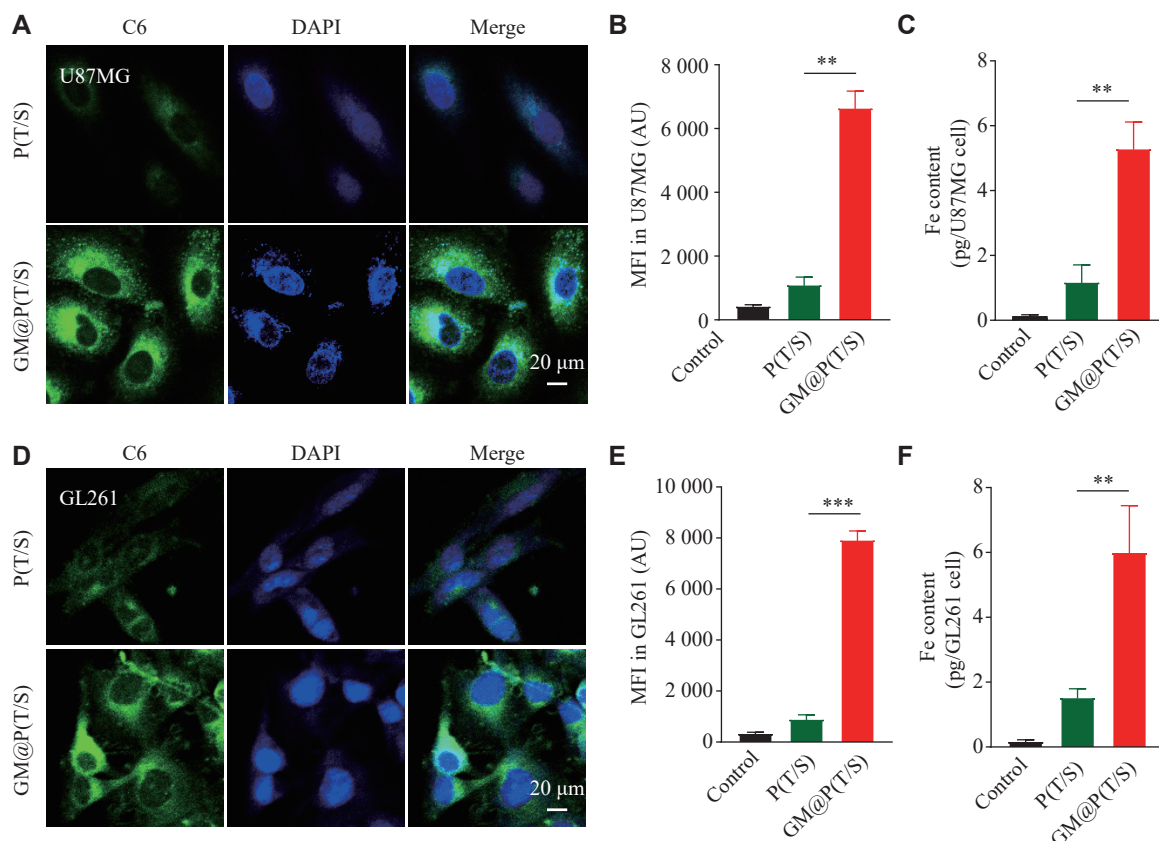 A
C6
DAPI
Merge
U87MG
P(T/S)
GM@P(T/S)
20 μm
B
MFI in U87MG (AU)
8 000
6 000
4 000
2 000
0
**
Control
P(T/S)
GM@P(T/S)
C
Fe content
(pg/U87MG cell)
8
6
4
2
0
**
Control
P(T/S)
GM@P(T/S)
D
C6
DAPI
Merge
GL261
P(T/S)
GM@P(T/S)
20 μm
E
MFI in GL261 (AU)
10 000
8 000
6 000
4 000
2 000
0
***
Control
P(T/S)
GM@P(T/S)
F
Fe content
(pg/GL261 cell)
8
6
4
2
0
**
Control
P(T/S)
GM@P(T/S)